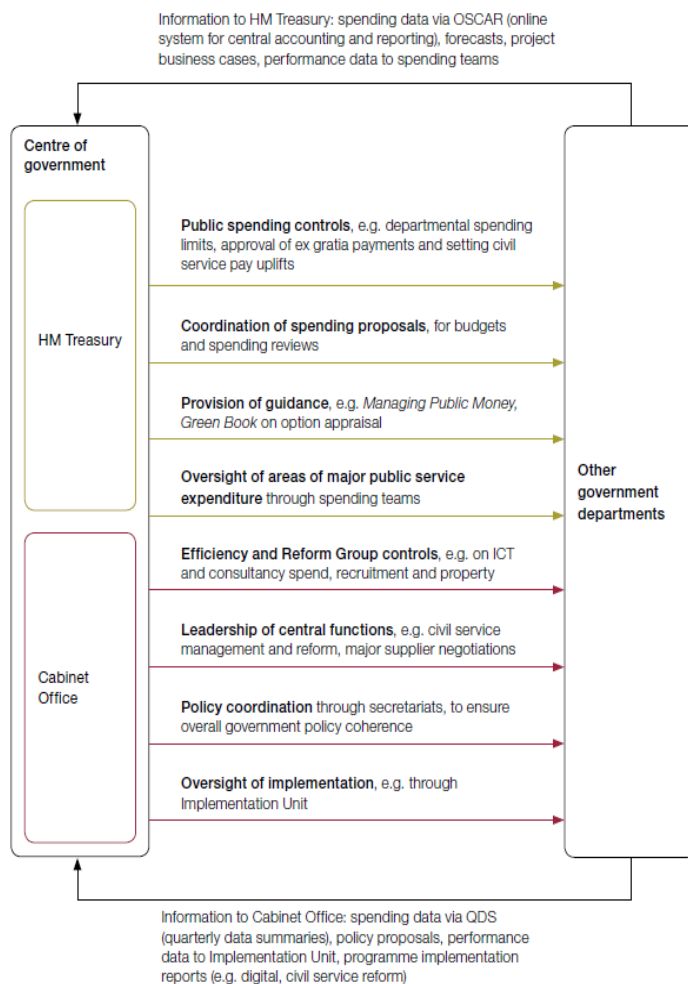 Information to HM Treasury: spending data via OSCAR (online
system for central accounting and reporting), forecasts, project
business cases, performance data to spending teams
Centre of
government
HM Treasury
Public spending controls, e.g. departmental spending
limits, approval of ex gratia payments and setting civil
service pay uplifts
Coordination of spending proposals, for budgets
and spending reviews
Provision of guidance, e.g. Managing Public Money,
Green Book on option appraisal
Oversight of areas of major public service
expenditure through spending teams
Cabinet
Office
Efficiency and Reform Group controls, e.g. on ICT
and consultancy spend, recruitment and property
Leadership of central functions, e.g. civil service
management and reform, major supplier negotiations
Policy coordination through secretariats, to ensure
overall government policy coherence
Oversight of implementation, e.g. through
Implementation Unit
Other
government
departments
Information to Cabinet Office: spending data via QDS
(quarterly data summaries), policy proposals, performance
data to Implementation Unit, programme implementation
reports (e.g. digital, civil service reform)